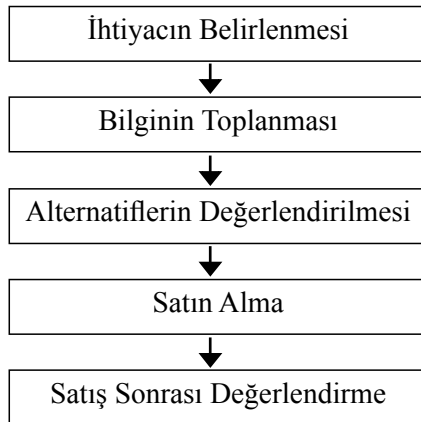 İhtiyacın Belirlenmesi
Bilginin Toplanması
Alternatiflerin Değerlendirilmesi
Satın Alma
Satış Sonrası Değerlendirme